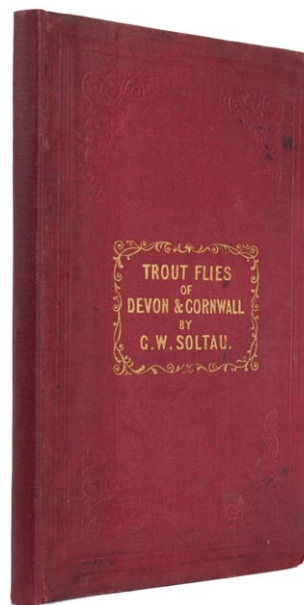 TROUT FLIES
OF
DEVON & CORNWALL
BY
G. W. SOLTAU.